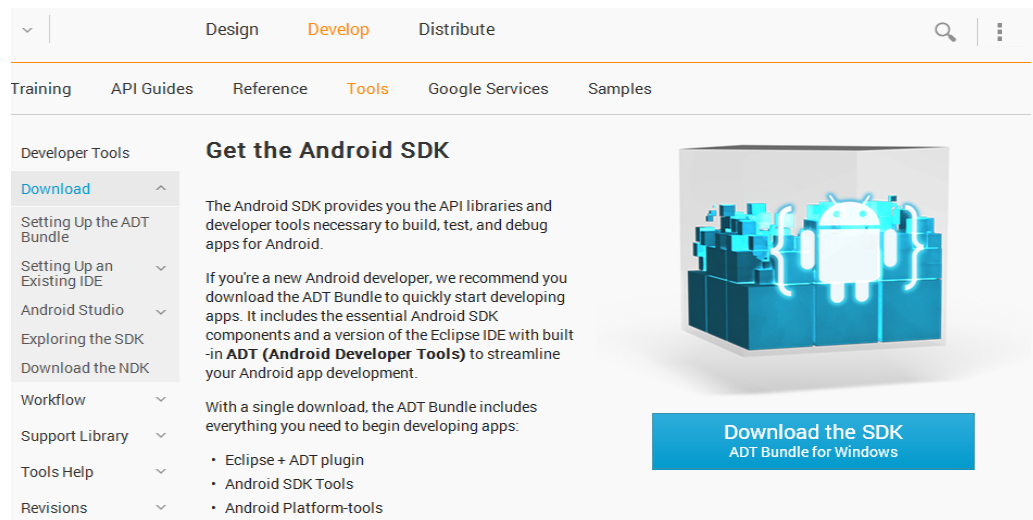 Design Develop Distribute
Training API Guides Reference Tools Google Services Samples
Developer Tools
Download
Setting Up the ADT
Bundle
Setting Up an
Existing IDE
Android Studio
Exploring the SDK
Download the NDK
Workflow
Support Library
Tools Help
Revisions
Get the Android SDK
The Android SDK provides you the API libraries and
developer tools necessary to build, test, and debug
apps for Android.
If you're a new Android developer, we recommend you
download the ADT Bundle to quickly start developing
apps. It includes the essential Android SDK
components and a version of the Eclipse IDE with built
-in ADT (Android Developer Tools) to streamline
your Android app development.
With a single download, the ADT Bundle includes
everything you need to begin developing apps:
• Eclipse + ADT plugin
• Android SDK Tools
• Android Platform-tools
Download the SDK
ADT Bundle for Windows